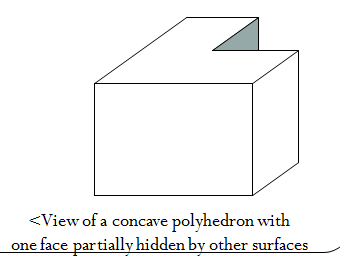 <View of a concave polyhedron with
one face partially hidden by other surfaces